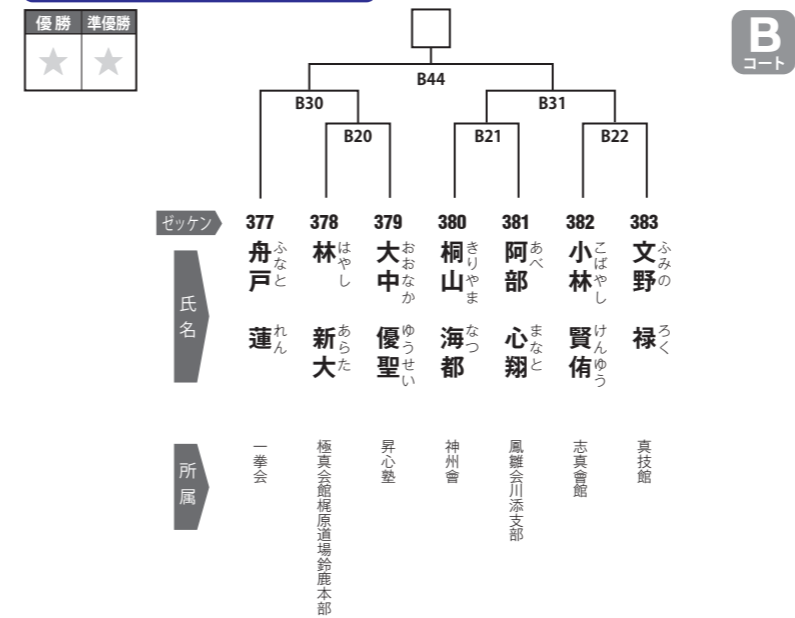 優勝 準優勝
★ ★
B
コート
B44
B30 B31
B20 B21 B22
ゼッケン 377 378 379 380 381 382 383
氏名
舟戸 蓮
ふなと れん
林 新大
はやし あらた
大中 優聖
おおなか ゆうせい
桐山 海都
きりやま なつ
阿部 心翔
あべ まなと
小林 賢侑
こばやし けんゆう
文野 禄
ふみの ろく
所属
一拳会
極真会館梶原道場鈴鹿本部
昇心塾
神州會
鳳雛会川添支部
志真會館
真技館